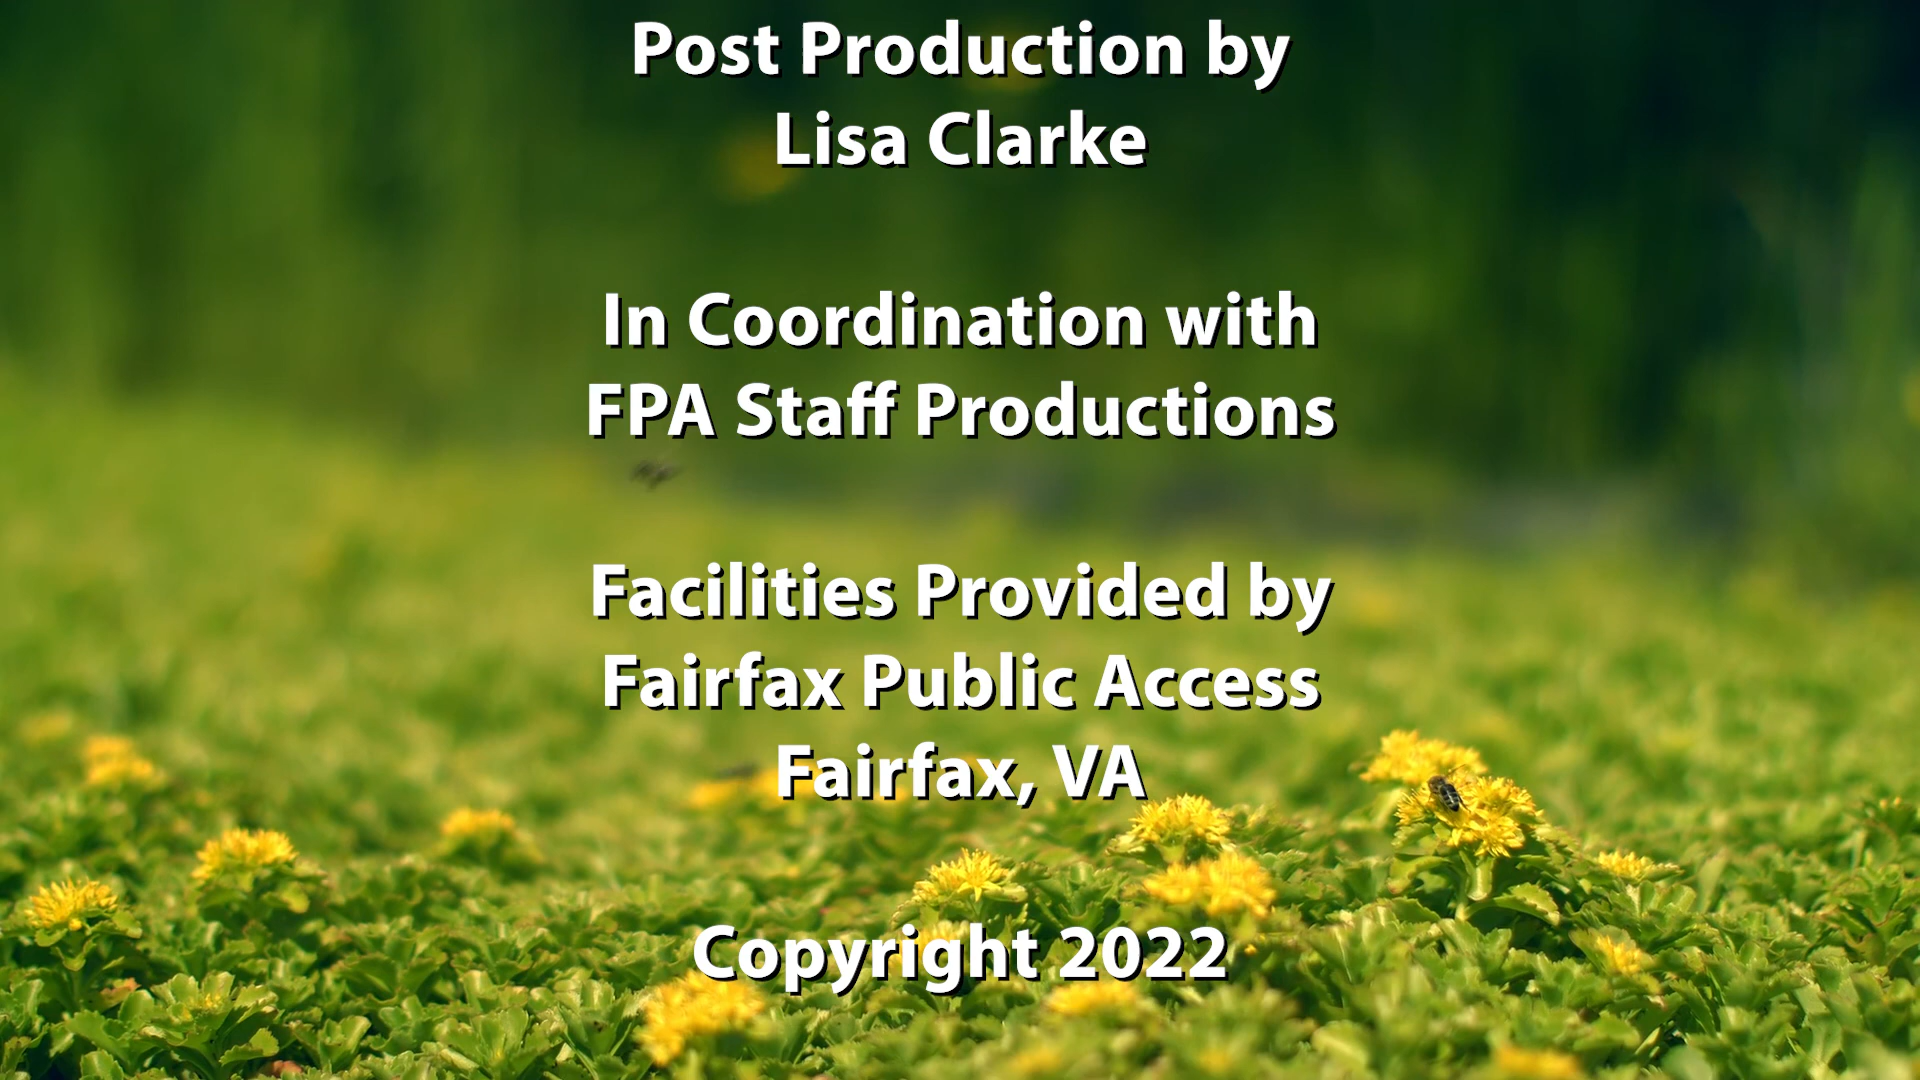 Post Production by
Lisa Clarke
In Coordination with
FPA Staff Productions
Facilities Provided by
Fairfax Public Access
Fairfax, VA
Copyright 2022